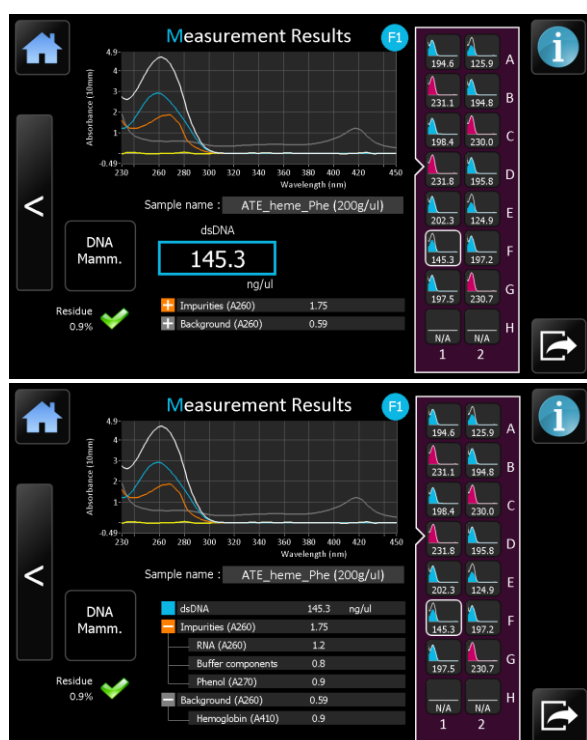 Measurement Results F1
4.9
4
3
2
1
-0.49
Absorbance (10mm)
230 260 280 300 320 340 360 380 400 420 450
Wavelength (nm)
Sample name : ATE_heme_Phe (200g/ul)
<
DNA
Mamm.
dsDNA
145.3
ng/ul
Residue
0.9%
+ Impurities (A260) 1.75
+ Background (A260) 0.59
194.6 125.9 A
231.1 194.8 B
198.4 230.0 C
231.8 195.8 D
202.3 124.9 E
145.3 197.2 F
197.5 230.7 G
N/A N/A H
1 2
i
Measurement Results F1
4.9
4
3
2
1
-0.49
Absorbance (10mm)
230 260 280 300 320 340 360 380 400 420 450
Wavelength (nm)
Sample name : ATE_heme_Phe (200g/ul)
<
DNA
Mamm.
Residue
0.9%
dsDNA 145.3 ng/ul
Impurities (A260) 1.75
RNA (A260) 1.2
Buffer components 0.8
Phenol (A270) 0.9
Background (A260) 0.59
Hemoglobin (A410) 0.9
194.6 125.9 A
231.1 194.8 B
198.4 230.0 C
231.8 195.8 D
202.3 124.9 E
145.3 197.2 F
197.5 230.7 G
N/A N/A H
1 2
i